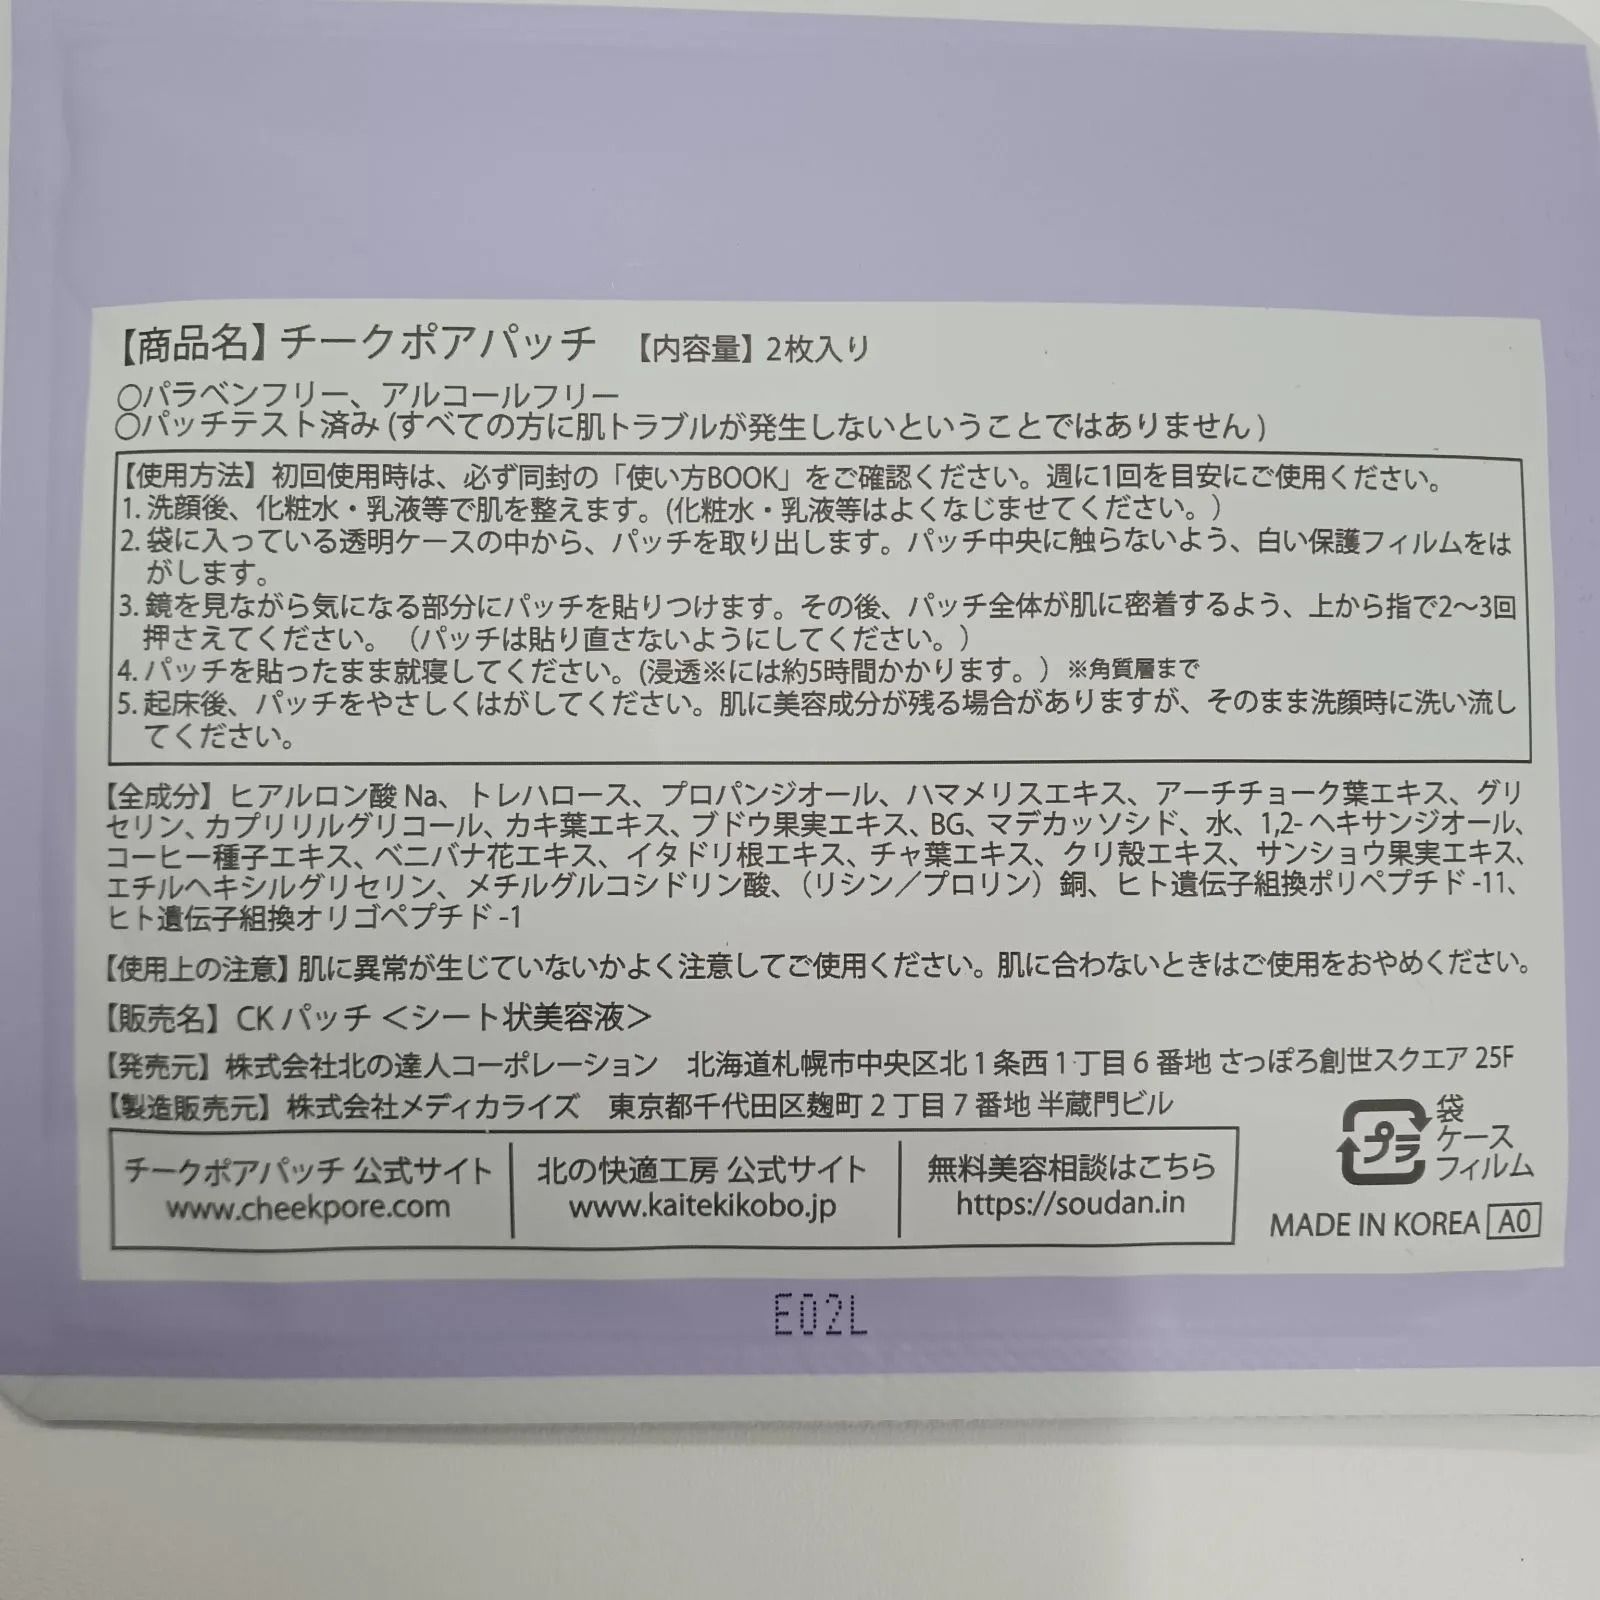 【商品名】チークポアパッチ 【内容量】2枚入り
○パラベンフリー、アルコールフリー
○パッチテスト済み (すべての方に肌トラブルが発生しないということではありません)
【使用方法】初回使用時は、必ず同封の「使い方BOOK」をご確認ください。週に1回を目安にご使用ください。
1. 洗顔後、化粧水・乳液等で肌を整えます。(化粧水・乳液等はよくなじませてください。)
2. 袋に入っている透明ケースの中から、パッチを取り出します。パッチ中央に触らないよう、白い保護フィルムをは
がします。
3. 鏡を見ながら気になる部分にパッチを貼りつけます。その後、パッチ全体が肌に密着するよう、上から指で2〜3回
押さえてください。(パッチは貼り直さないようにしてください。)
4. パッチを貼ったまま就寝してください。(浸透※には約5時間かかります。) ※角質層まで
5. 起床後、パッチをやさしくはがしてください。肌に美容成分が残る場合がありますが、そのまま洗顔時に洗い流し
てください。
【全成分】ヒアルロン酸 Na、トレハロース、プロパンジオール、ハマメリスエキス、アーチチョーク葉エキス、グリ
セリン、カプリリルグリコール、カキ葉エキス、ブドウ果実エキス、BG、マデカッソシド、水、1,2- ヘキサンジオール、
コーヒー種子エキス、ベニバナ花エキス、イタドリ根エキス、チャ葉エキス、クリ殻エキス、サンショウ果実エキス、
エチルヘキシルグリセリン、メチルグルコシドリン酸、(リシン／プロリン) 銅、ヒト遺伝子組換ポリペプチド -11、
ヒト遺伝子組換オリゴペプチド -1
【使用上の注意】肌に異常が生じていないかよく注意してご使用ください。肌に合わないときはご使用をおやめください。
【販売名】CK パッチ ＜シート状美容液＞
【発売元】株式会社北の達人コーポレーション 北海道札幌市中央区北1条西1丁目6番地 さっぽろ創世スクエア 25F
【製造販売元】株式会社メディカライズ 東京都千代田区麹町2丁目7番地 半蔵門ビル
チークポアパッチ 公式サイト
www.cheekpore.com
北の快適工房 公式サイト
www.kaitekikobo.jp
無料美容相談はこちら
https://soudan.in
プラ
袋
ケース
フィルム
MADE IN KOREA A0
E02L